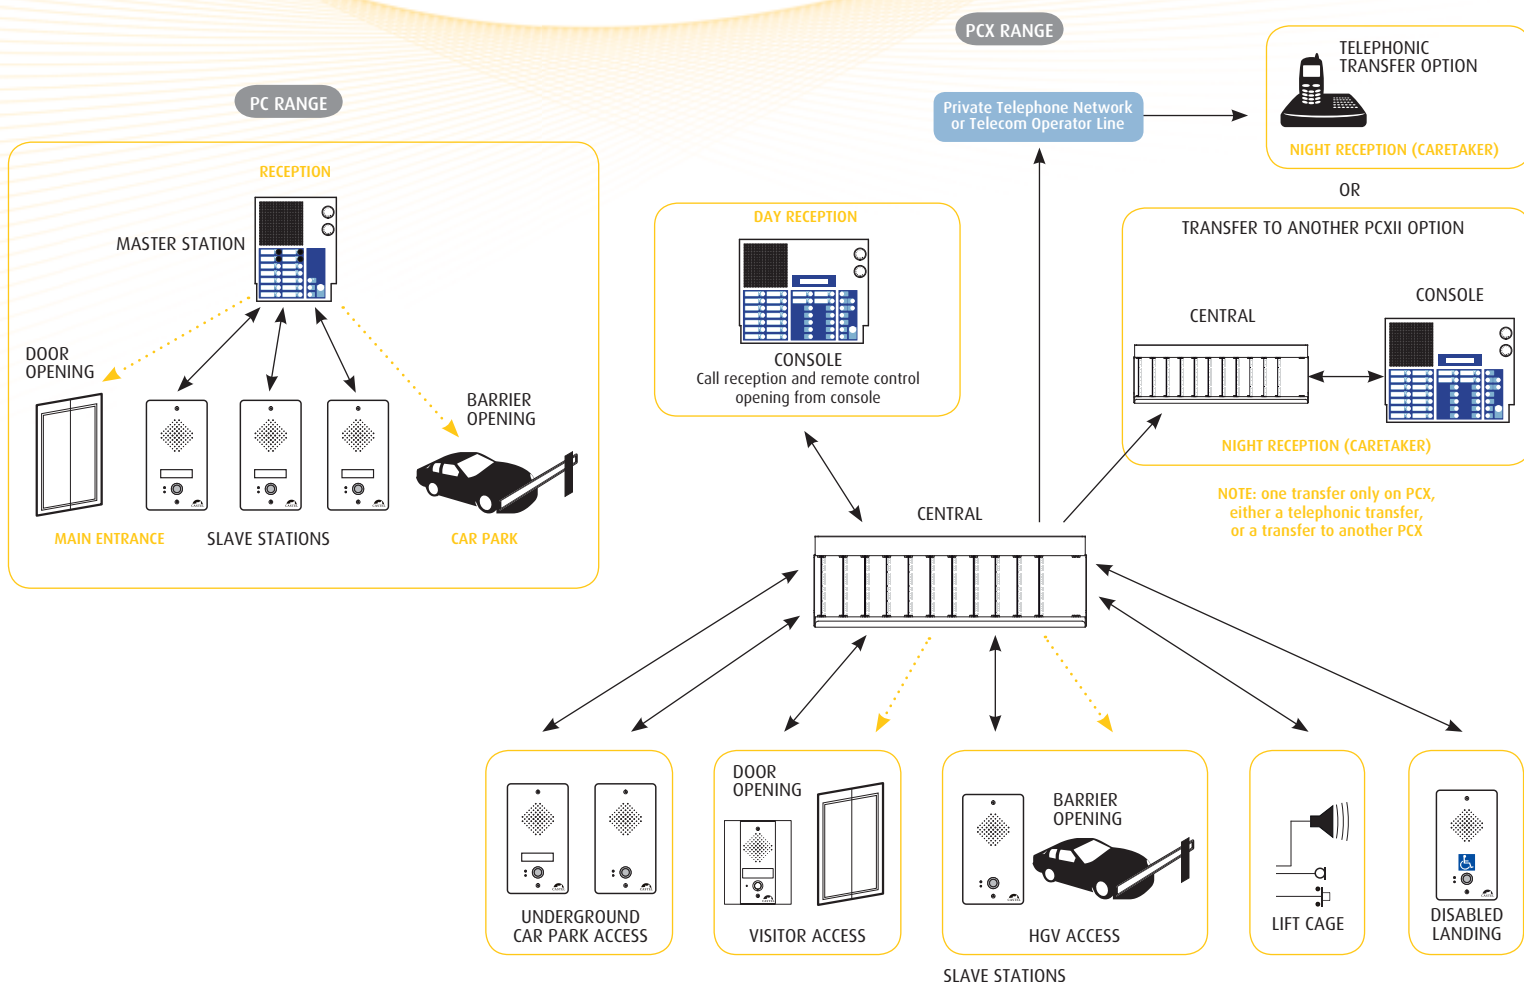 PCX RANGE
PC RANGE
TELEPHONIC
TRANSFER OPTION
Private Telephone Network
or Telecom Operator Line
NIGHT RECEPTION (CARETAKER)
OR
RECEPTION
MASTER STATION
DOOR
OPENING
BARRIER
OPENING
MAIN ENTRANCE
SLAVE STATIONS
CAR PARK
DAY RECEPTION
CONSOLE
Call reception and remote control
opening from console
TRANSFER TO ANOTHER PCXII OPTION
CONSOLE
CENTRAL
NIGHT RECEPTION (CARETAKER)
NOTE: one transfer only on PCX,
either a telephonic transfer,
or a transfer to another PCX
CENTRAL
UNDERGROUND
CAR PARK ACCESS
DOOR
OPENING
VISITOR ACCESS
BARRIER
OPENING
HGV ACCESS
LIFT CAGE
DISABLED
LANDING
SLAVE STATIONS